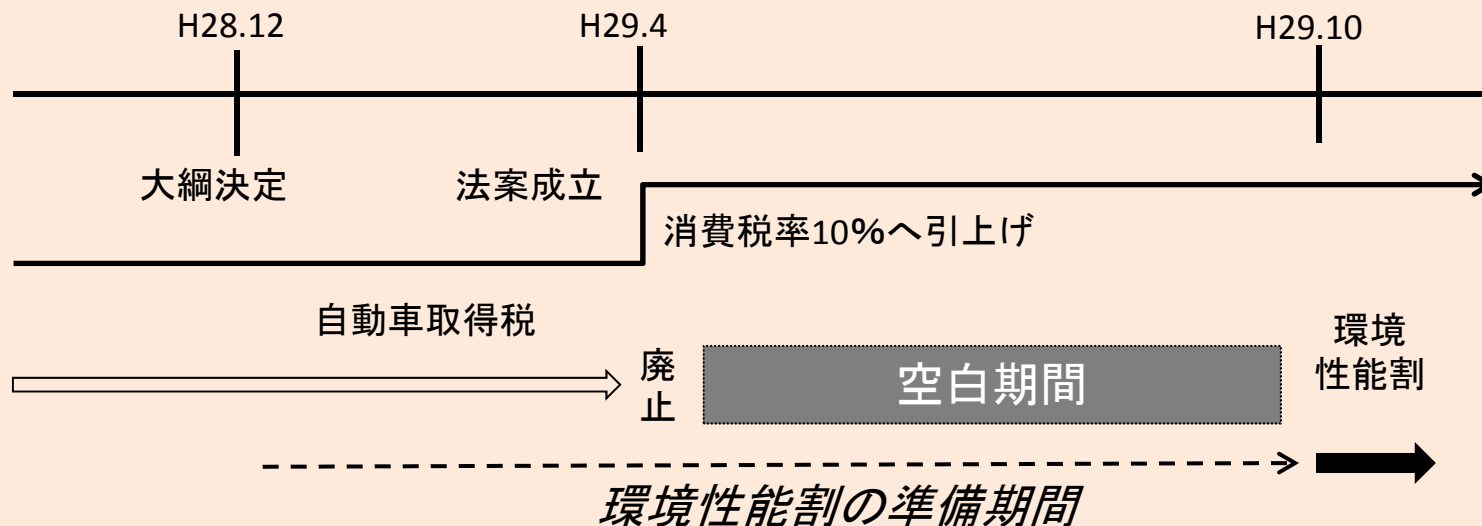 H28.12
H29.4
H29.10
大綱決定
法案成立
消費税率10%へ引上げ
自動車取得税
廃
止
空白期間
環境
性能割
環境性能割の準備期間